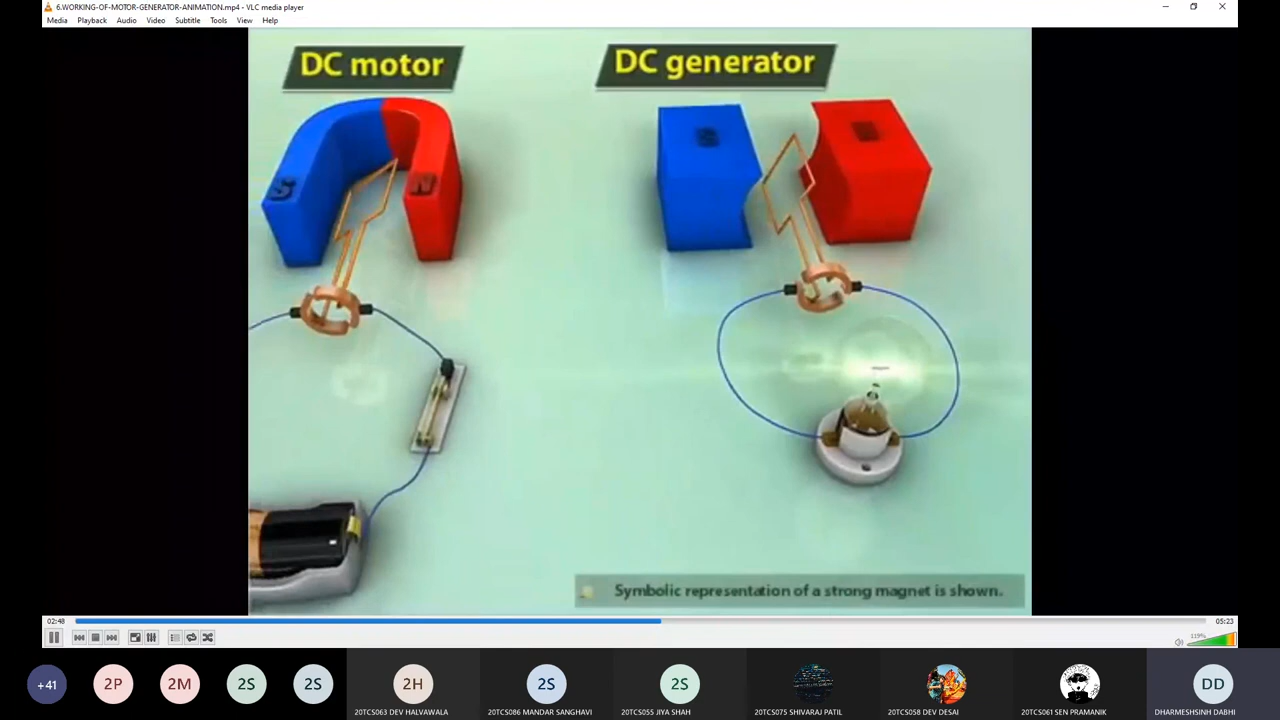 6.WORKING-OF-MOTOR-GENERATOR-ANIMATION.mp4 - VLC media player
Media Playback Audio Video Subtitle Tools View Help
DC motor
DC generator
S
N
S
Symbolic representation of a strong magnet is shown.
02:48
05:23
119%
+41
2P
2M
2S
2S
2H
2S
2S
DD
20TCS063 DEV HALVAWALA
20TCS086 MANDAR SANGHAVI
20TCS055 JIYA SHAH
20TCS075 SHIVARAJ PATIL
20TCS058 DEV DESAI
20TCS061 SEN PRAMANIK
DHARMESHSINH DABHI